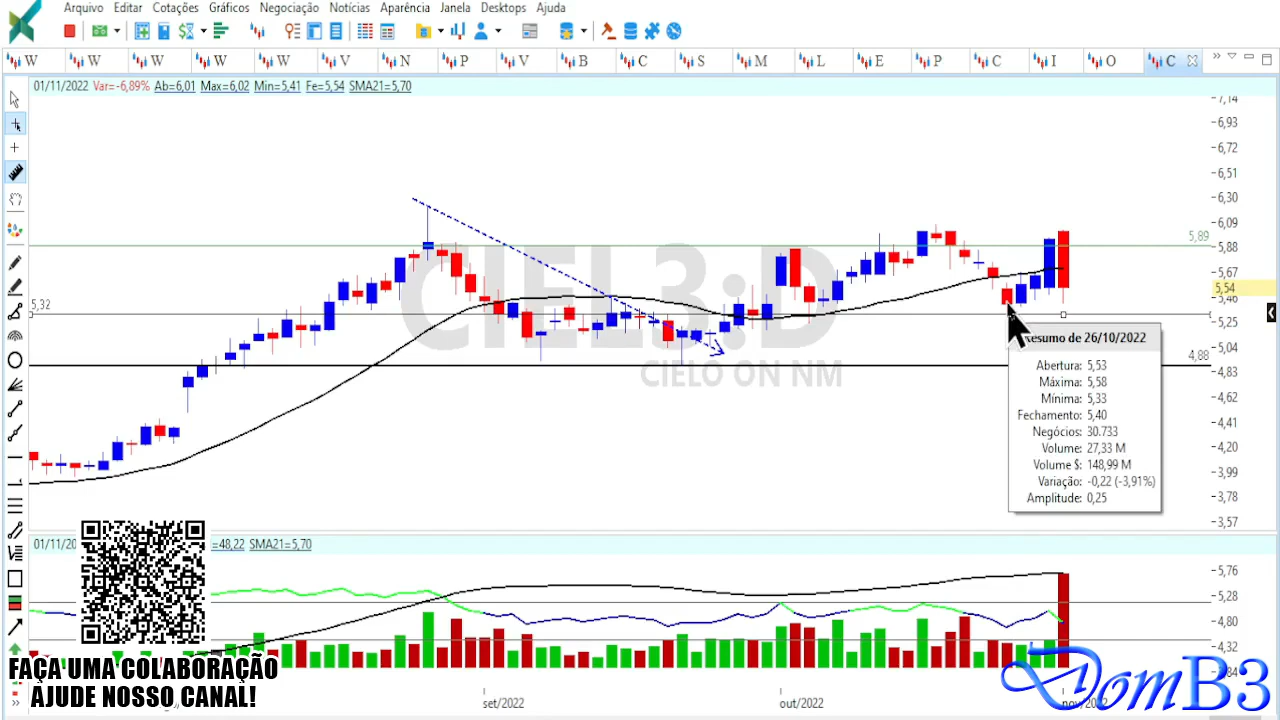 Arquivo Editar Cotações Gráficos Negociação Notícias Aparência Janela Desktops Ajuda
W W W W W V N P V B C S M L E P C I O C
01/11/2022 Var=-6,89% Ab=6,01 Max=6,02 Min=5,41 Fe=5,54 SMA21=5,70
7,14
6,93
6,72
6,51
6,30
6,09
5,89
5,88
5,67
5,54
5,46
5,32
5,25
5,04
4,88
4,83
4,62
4,41
4,20
3,99
3,78
3,57
CIEL3:D
CIELO ON NM
Resumo de 26/10/2022
Abertura: 5,53
Máxima: 5,58
Mínima: 5,33
Fechamento: 5,40
Negócios: 30.733
Volume: 27,33 M
Volume $: 148,99 M
Variação: -0,22 (-3,91%)
Amplitude: 0,25
=48,22 SMA21=5,70
5,76
5,28
4,80
4,32
FAÇA UMA COLABORAÇÃO
AJUDE NOSSO CANAL!
set/2022 out/2022
DomB3